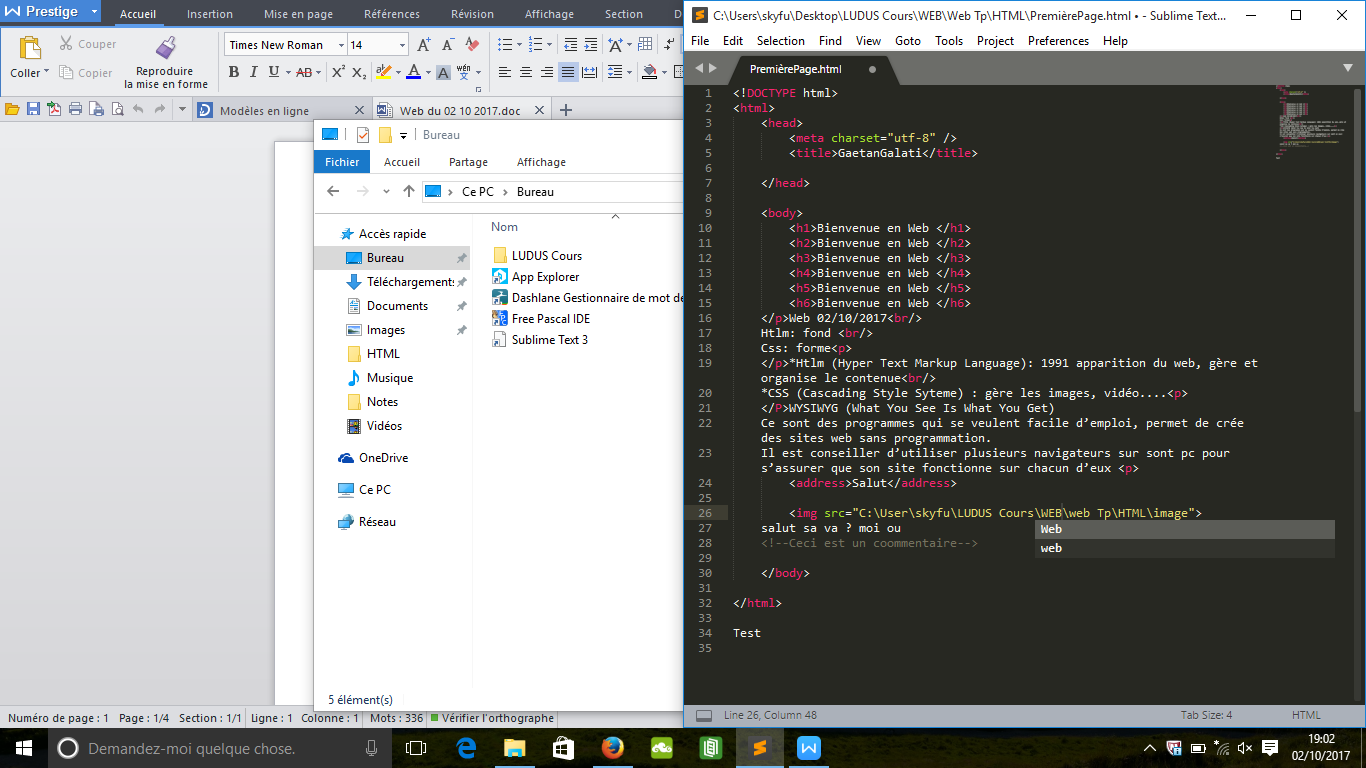 Prestige
Accueil Insertion Mise en page Références Révision Affichage Section
Coller Couper Copier Reproduire la mise en forme
Times New Roman 14
Modèles en ligne Web du 02 10 2017.doc
Bureau
Fichier Accueil Partage Affichage
Ce PC Bureau
Nom
Accès rapide
Bureau
Téléchargements
Documents
Images
HTML
Musique
Notes
Vidéos
OneDrive
Ce PC
Réseau
LUDUS Cours
App Explorer
Dashlane Gestionnaire de mot de
Free Pascal IDE
Sublime Text 3
5 élément(s)
Numéro de page : 1 Page : 1/4 Section : 1/1 Ligne : 1 Colonne : 1 Mots : 336 Vérifier l'orthographe
C:\Users\skyfu\Desktop\LUDUS Cours\WEB\Web Tp\HTML\PremièrePage.html • - Sublime Text...
File Edit Selection Find View Goto Tools Project Preferences Help
PremièrePage.html
1 <!DOCTYPE html>
2 <html>
3 <head>
4 <meta charset="utf-8" />
5 <title>GaetanGalati</title>
6
7 </head>
8
9 <body>
10 <h1>Bienvenue en Web </h1>
11 <h2>Bienvenue en Web </h2>
12 <h3>Bienvenue en Web </h3>
13 <h4>Bienvenue en Web </h4>
14 <h5>Bienvenue en Web </h5>
15 <h6>Bienvenue en Web </h6>
16 </p>Web 02/10/2017<br/>
17 Htlm: fond <br/>
18 Css: forme<p>
19 </p>*Htlm (Hyper Text Markup Language): 1991 apparition du web, gère et
organise le contenue<br/>
20 *CSS (Cascading Style Syteme) : gère les images, vidéo....<p>
21 </P>WYSIWYG (What You See Is What You Get)
22 Ce sont des programmes qui se veulent facile d’emploi, permet de crée
des sites web sans programmation.
23 Il est conseiller d’utiliser plusieurs navigateurs sur sont pc pour
s’assurer que son site fonctionne sur chacun d’eux <p>
24 <address>Salut</address>
25
26 <img src="C:\User\skyfu\LUDUS Cours\WEB\web Tp\HTML\image">
27 salut sa va ? moi ou
28 <!--Ceci est un coommentaire-->
29
30 </body>
31
32 </html>
33
34 Test
35
Web
web
Line 26, Column 48 Tab Size: 4 HTML
Demandez-moi quelque chose.
19:02
02/10/2017